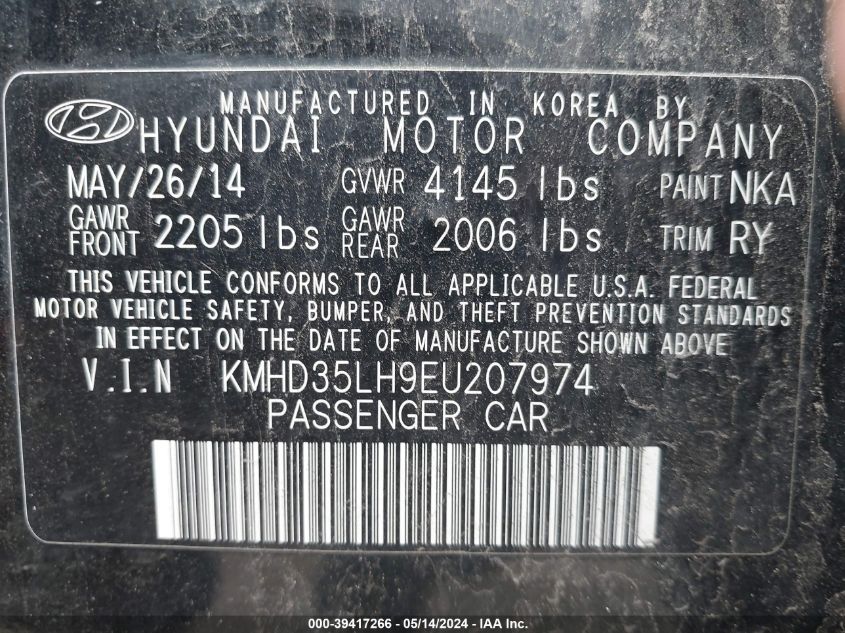 MANUFACTURED IN KOREA BY
HYUNDAI MOTOR COMPANY
MAY/26/14 GVWR 4145 lbs PAINT NKA
GAWR FRONT 2205 lbs GAWR REAR 2006 lbs TRIM RY
THIS VEHICLE CONFORMS TO ALL APPLICABLE U.S.A. FEDERAL
MOTOR VEHICLE SAFETY, BUMPER, AND THEFT PREVENTION STANDARDS
IN EFFECT ON THE DATE OF MANUFACTURE SHOWN ABOVE
V.I.N KMHD35LH9EU207974
PASSENGER CAR
000-39417266 - 05/14/2024 - IAA Inc.